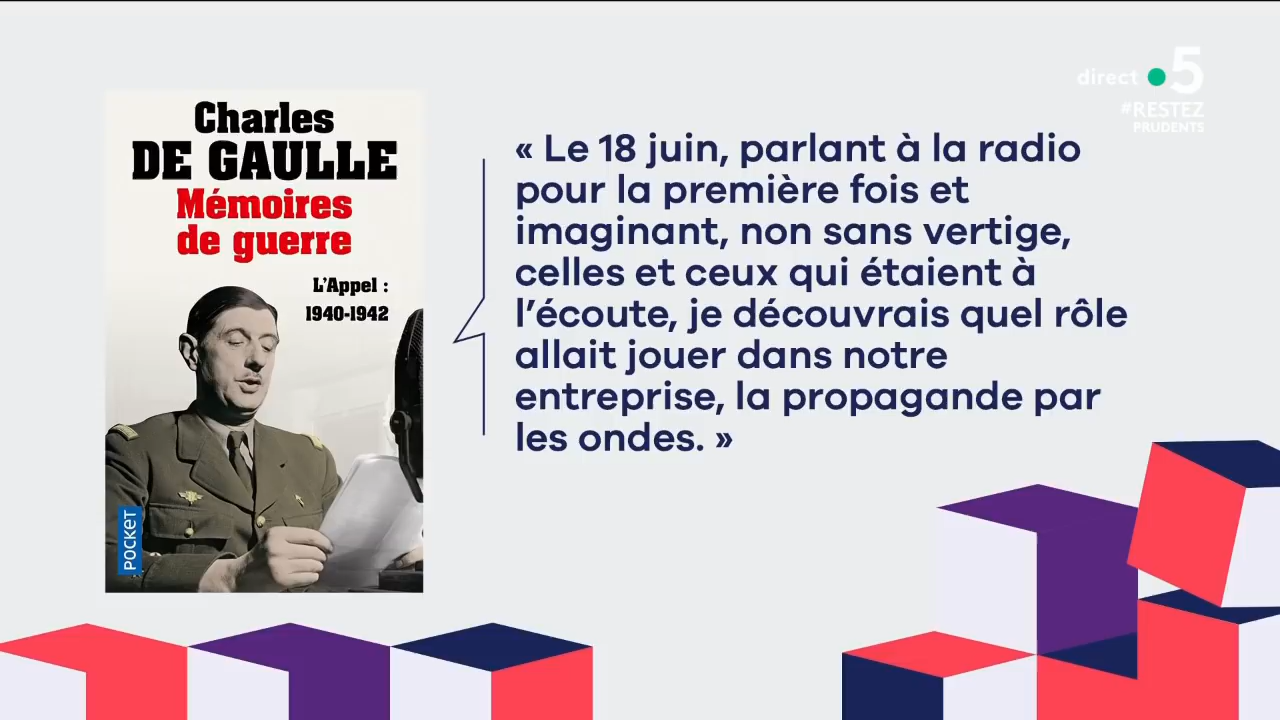 Charles
DE GAULLE
Mémoires
de guerre
L'Appel :
1940-1942
POCKET
« Le 18 juin, parlant à la radio
pour la première fois et
imaginant, non sans vertige,
celles et ceux qui étaient à
l'écoute, je découvrais quel rôle
allait jouer dans notre
entreprise, la propagande par
les ondes. »
direct 5
#RESTEZ
PRUDENTS